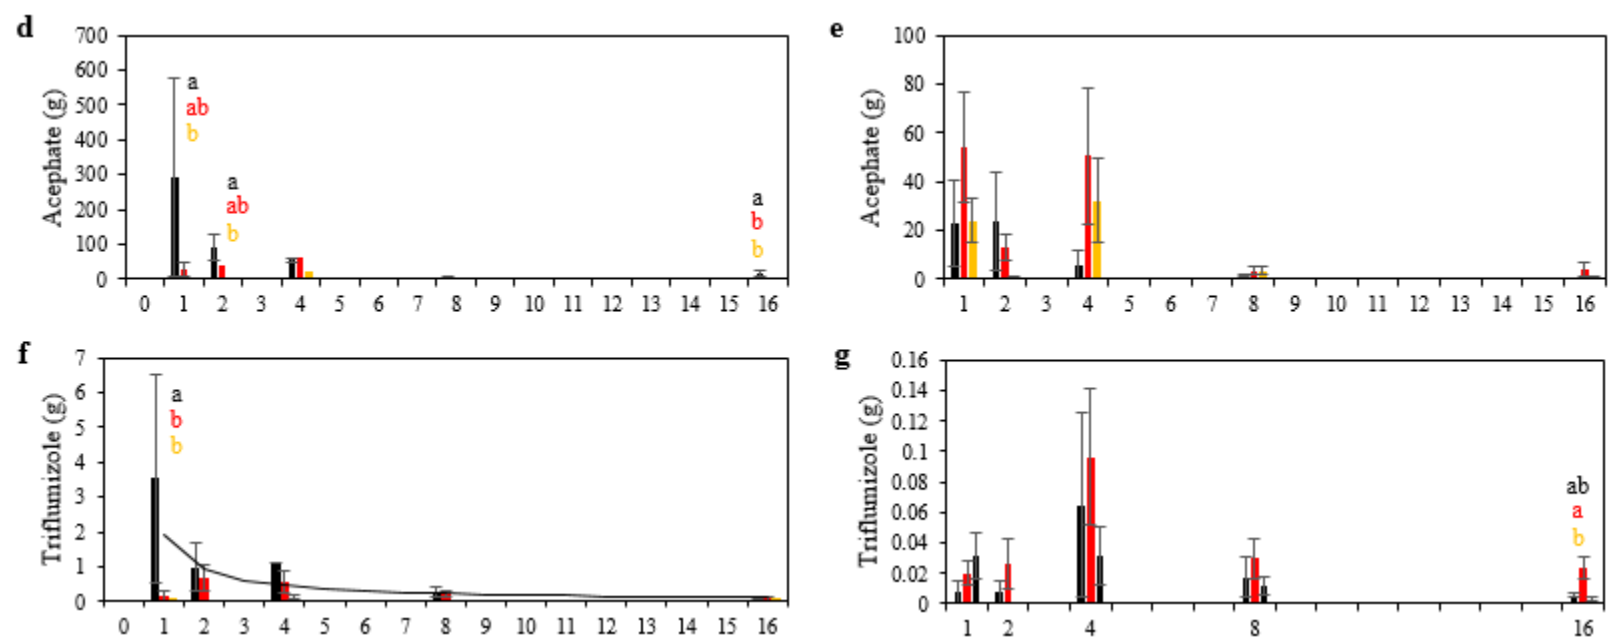 d
Acephate (g)
700
600
500
400
300
200
100
0
a
ab
b
a
ab
b
a
b
b
0 1 2 3 4 5 6 7 8 9 10 11 12 13 14 15 16
e
Acephate (g)
100
80
60
40
20
0
1 2 3 4 5 6 7 8 9 10 11 12 13 14 15 16
f
Triflumizole (g)
7
6
5
4
3
2
1
0
a
b
b
0 1 2 3 4 5 6 7 8 9 10 11 12 13 14 15 16
g
Triflumizole (g)
0.16
0.14
0.12
0.1
0.08
0.06
0.04
0.02
0
ab
a
b
1 2 4 8 16